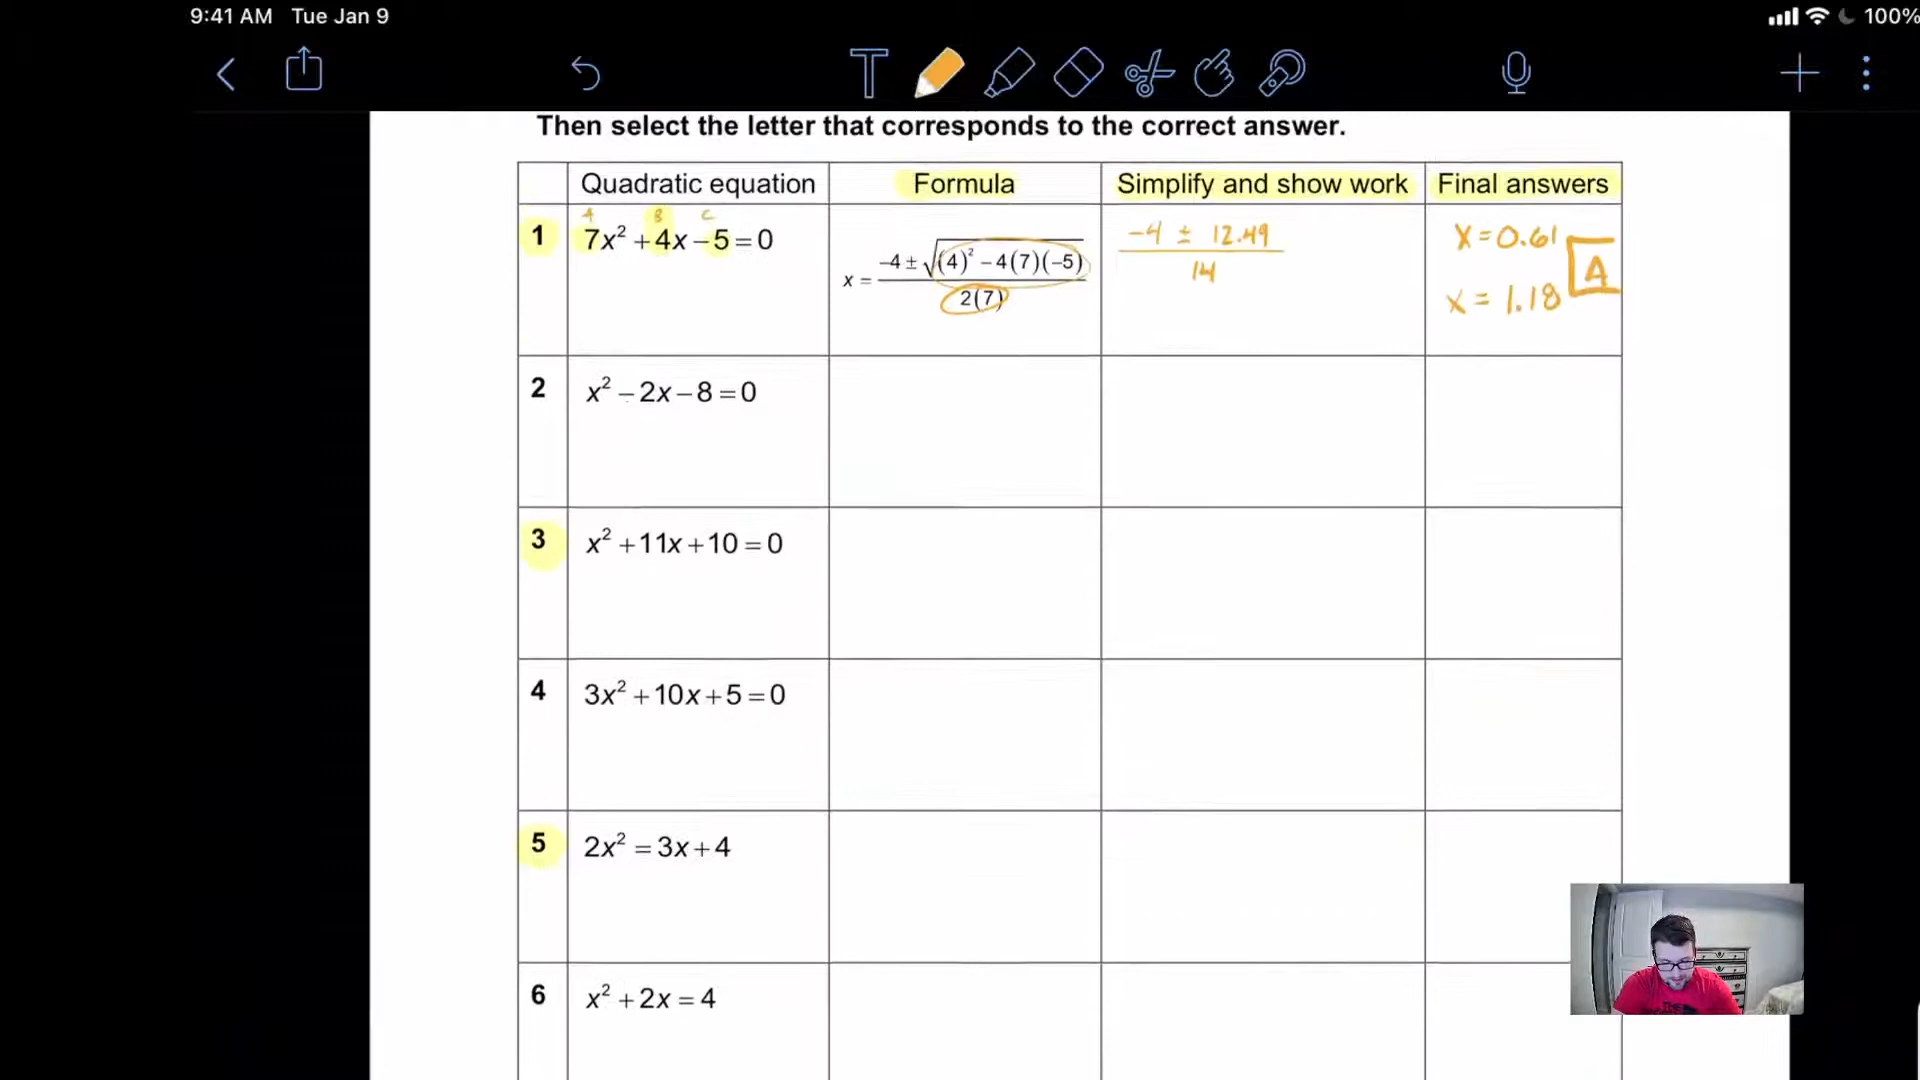 9:41 AM Tue Jan 9
100%
T
Then select the letter that corresponds to the correct answer.
Quadratic equation Formula Simplify and show work Final answers
A B C
1 7x² + 4x − 5 = 0
x = (−4 ± √((4)² − 4(7)(−5))) / 2(7)
−4 ± 12.49
14
x = 0.61
A
x = 1.18
2 x² − 2x − 8 = 0
3 x² + 11x + 10 = 0
4 3x² + 10x + 5 = 0
5 2x² = 3x + 4
6 x² + 2x = 4